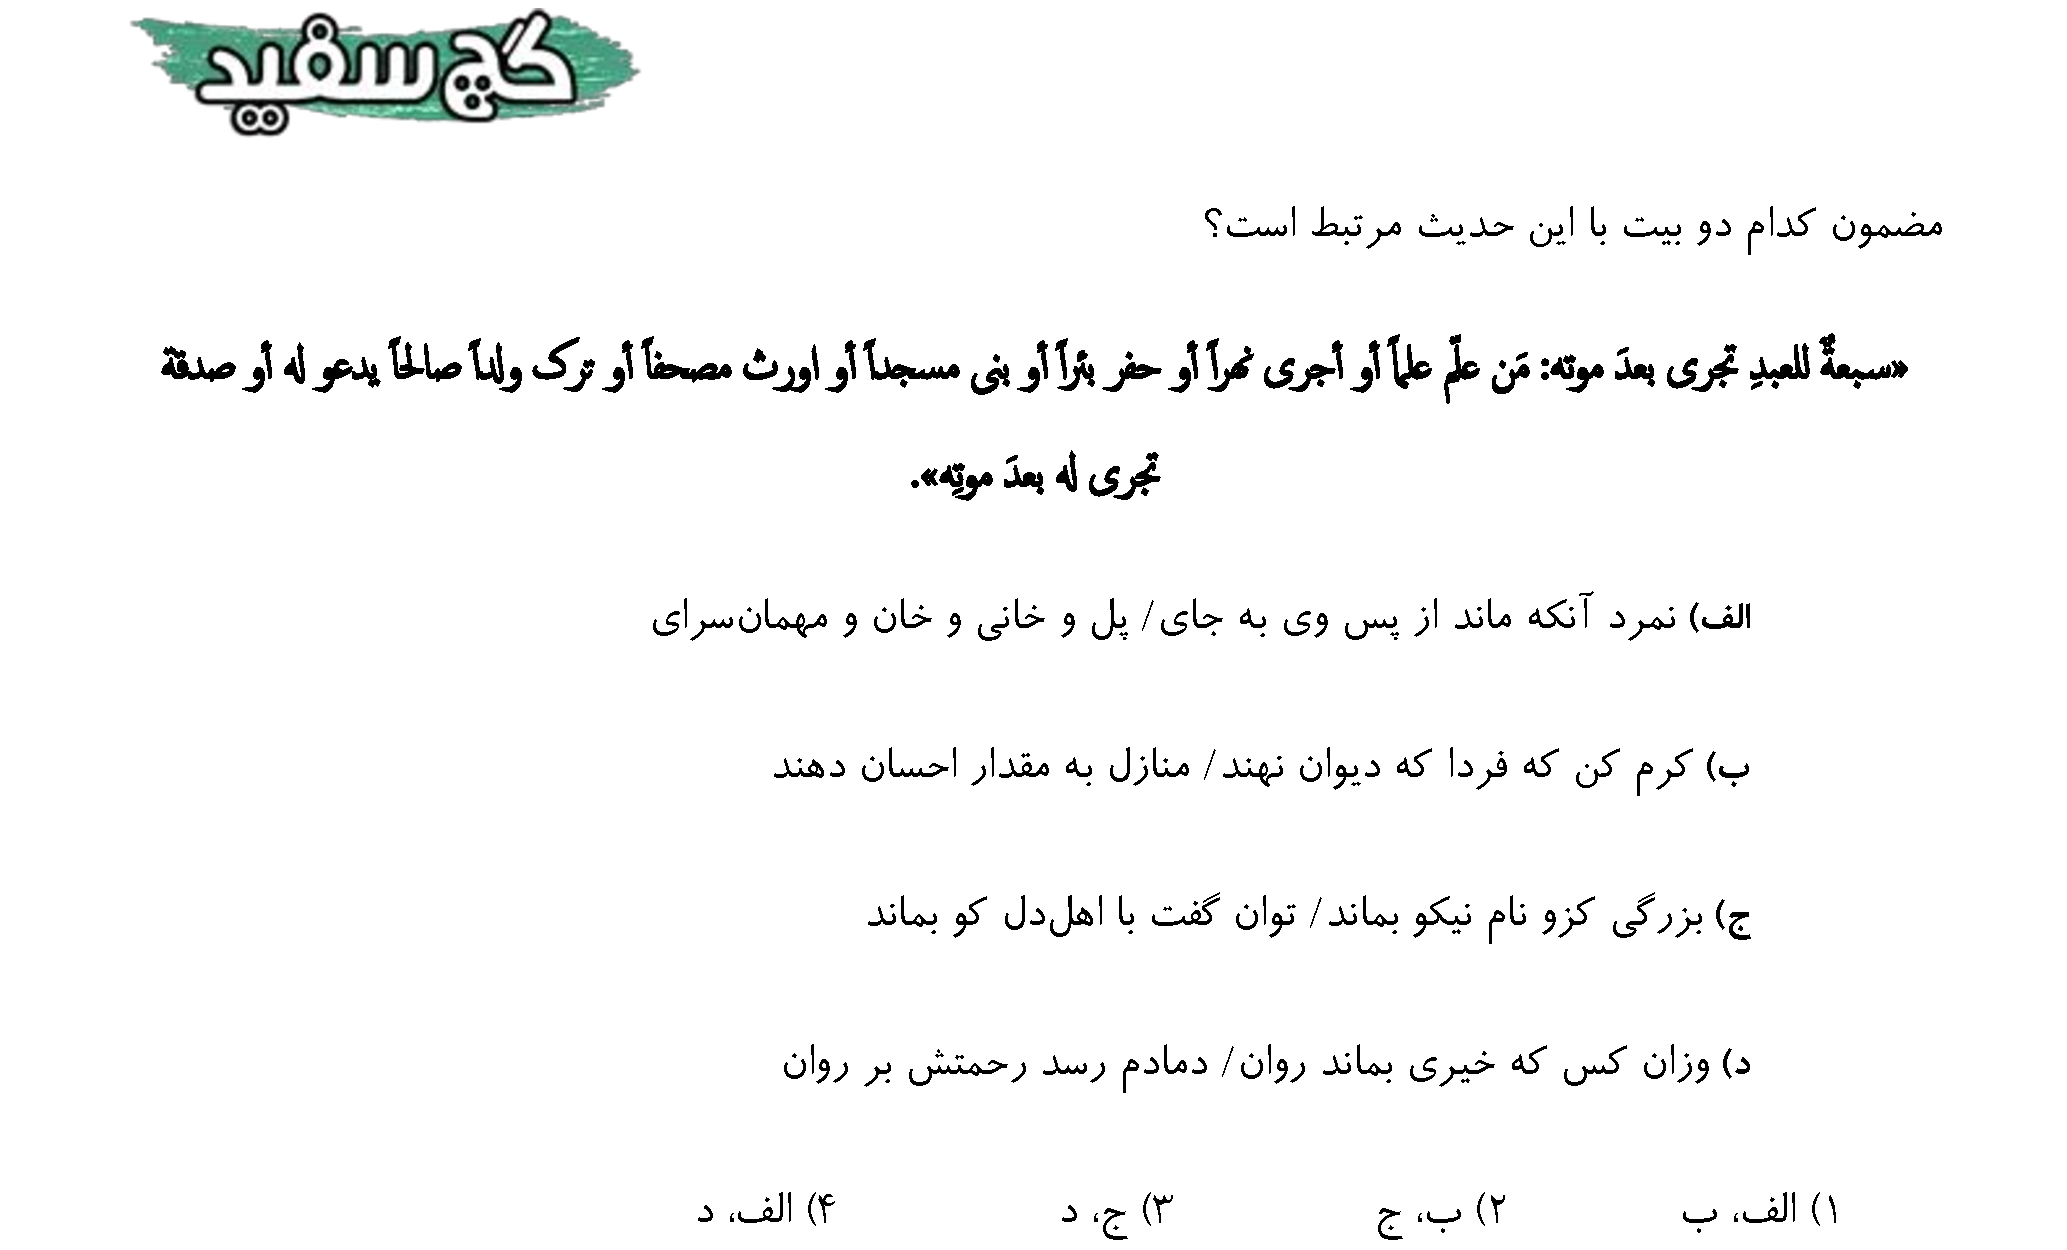 گچ سفید
مضمون کدام دو بیت با این حدیث مرتبط است؟
«سبعةٌ للعبدِ تجری بعدَ موته: مَن علّم علماً أو أجری نهراً أو حفر بئراً أو بنی مسجداً أو اورث مصحفاً أو ترک ولداً صالحاً یدعو له أو صدقة
تجری له بعدَ موتِه».
الف) نمرد آنکه ماند از پس وی به جای/ پل و خانی و خان و مهمان‌سرای
ب) کرم کن که فردا که دیوان نهند/ منازل به مقدار احسان دهند
ج) بزرگی کزو نام نیکو بماند/ توان گفت با اهل‌دل کو بماند
د) وزان کس که خیری بماند روان/ دمادم رسد رحمتش بر روان
۱) الف، ب ۲) ب، ج ۳) ج، د ۴) الف، د